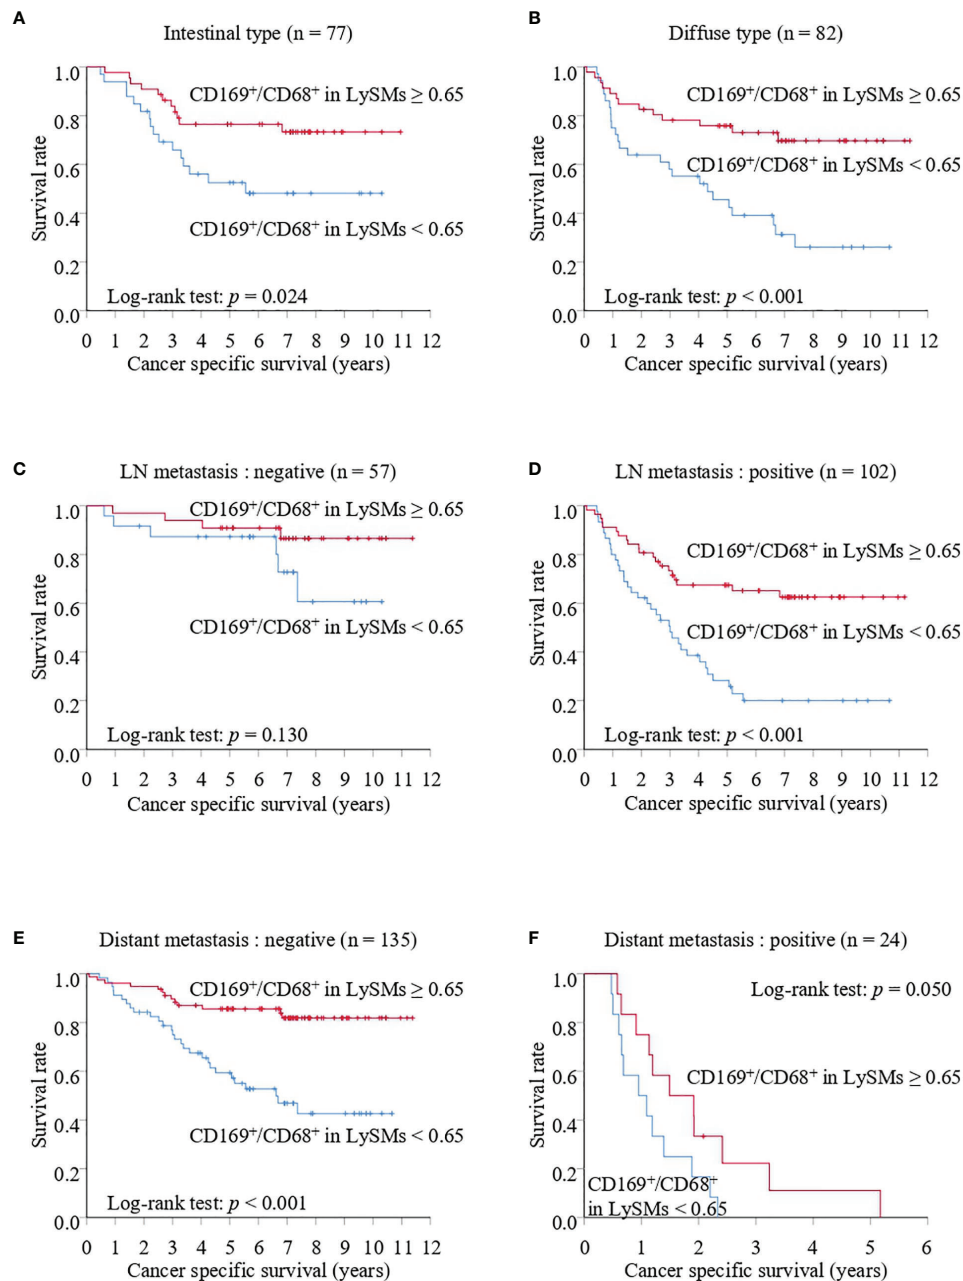 A
Intestinal type (n = 77)
1.0
0.8
0.6
0.4
0.2
0.0
Survival rate
CD169⁺/CD68⁺ in LySMs ≥ 0.65
CD169⁺/CD68⁺ in LySMs < 0.65
Log-rank test: p = 0.024
0 1 2 3 4 5 6 7 8 9 10 11 12
Cancer specific survival (years)
B
Diffuse type (n = 82)
1.0
0.8
0.6
0.4
0.2
0.0
Survival rate
CD169⁺/CD68⁺ in LySMs ≥ 0.65
CD169⁺/CD68⁺ in LySMs < 0.65
Log-rank test: p < 0.001
0 1 2 3 4 5 6 7 8 9 10 11 12
Cancer specific survival (years)
C
LN metastasis : negative (n = 57)
1.0
0.8
0.6
0.4
0.2
0.0
Survival rate
CD169⁺/CD68⁺ in LySMs ≥ 0.65
CD169⁺/CD68⁺ in LySMs < 0.65
Log-rank test: p = 0.130
0 1 2 3 4 5 6 7 8 9 10 11 12
Cancer specific survival (years)
D
LN metastasis : positive (n = 102)
1.0
0.8
0.6
0.4
0.2
0.0
Survival rate
CD169⁺/CD68⁺ in LySMs ≥ 0.65
CD169⁺/CD68⁺ in LySMs < 0.65
Log-rank test: p < 0.001
0 1 2 3 4 5 6 7 8 9 10 11 12
Cancer specific survival (years)
E
Distant metastasis : negative (n = 135)
1.0
0.8
0.6
0.4
0.2
0.0
Survival rate
CD169⁺/CD68⁺ in LySMs ≥ 0.65
CD169⁺/CD68⁺ in LySMs < 0.65
Log-rank test: p < 0.001
0 1 2 3 4 5 6 7 8 9 10 11 12
Cancer specific survival (years)
F
Distant metastasis : positive (n = 24)
1.0
0.8
0.6
0.4
0.2
0.0
Survival rate
Log-rank test: p = 0.050
CD169⁺/CD68⁺ in LySMs ≥ 0.65
CD169⁺/CD68⁺
in LySMs < 0.65
0 1 2 3 4 5 6
Cancer specific survival (years)